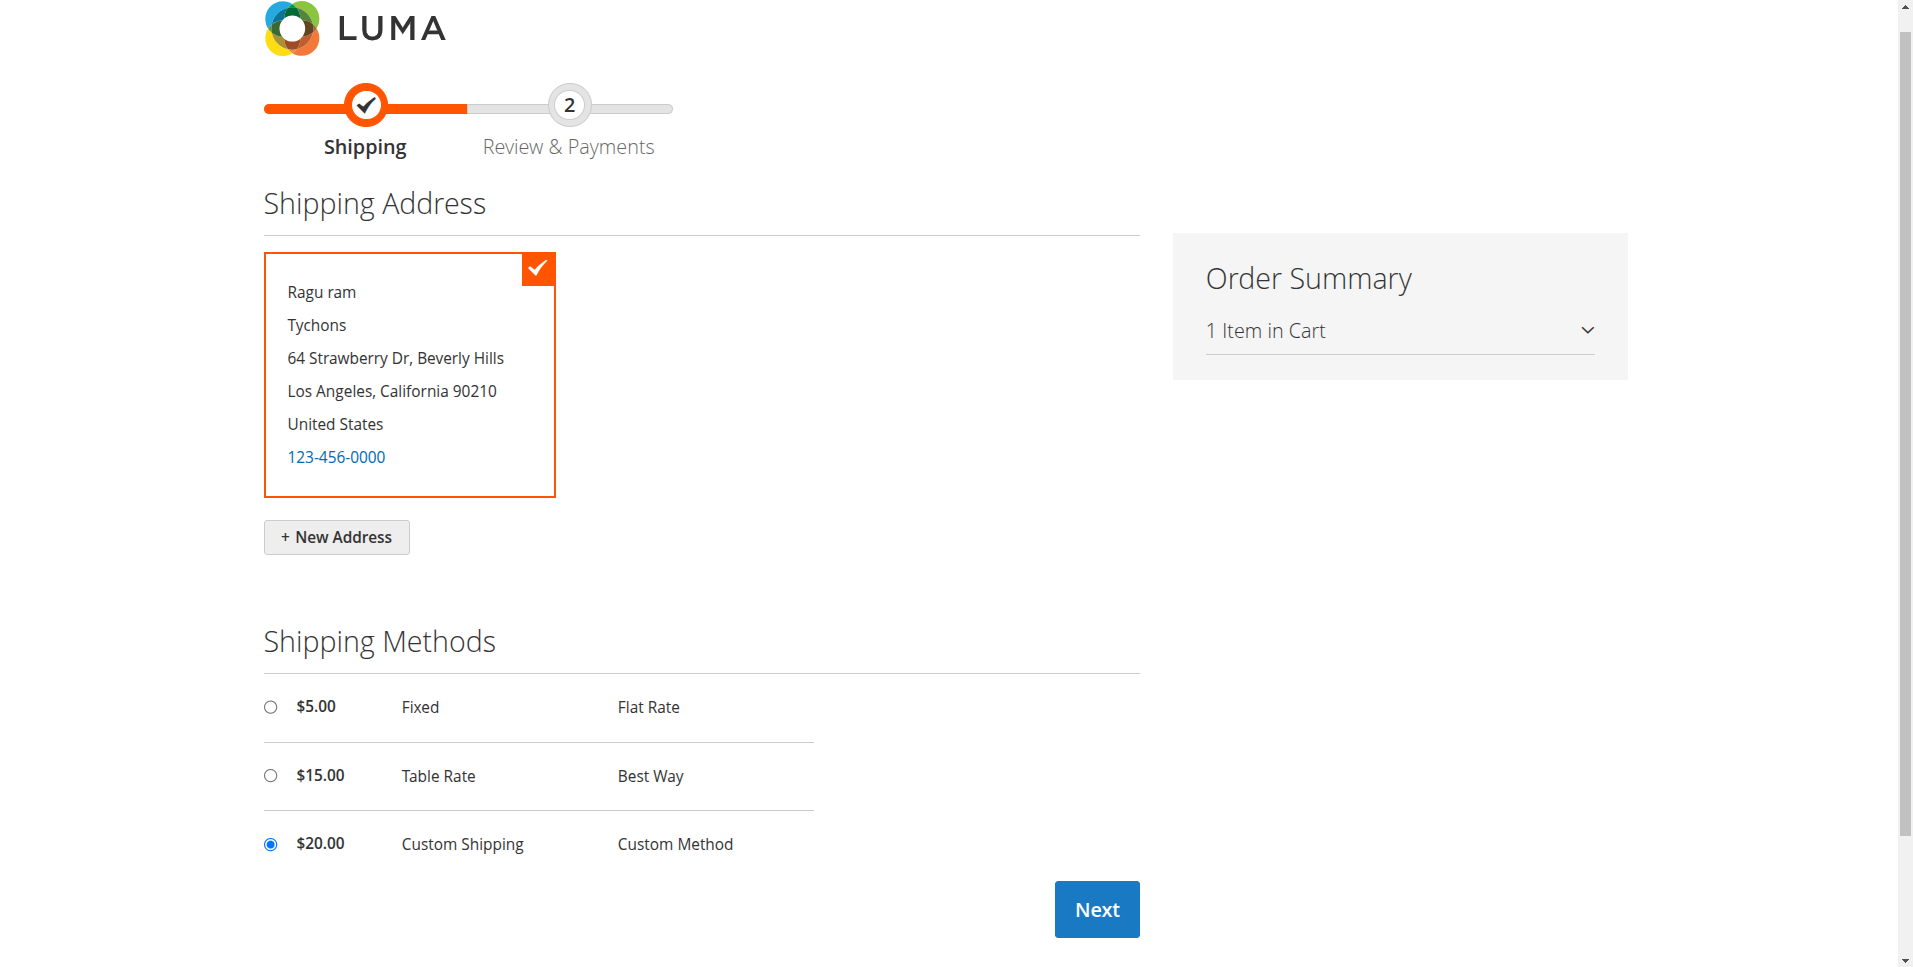 LUMA
2
Shipping
Review & Payments
Shipping Address
Ragu ram
Tychons
64 Strawberry Dr, Beverly Hills
Los Angeles, California 90210
United States
123-456-0000
+ New Address
Order Summary
1 Item in Cart
Shipping Methods
$5.00 Fixed Flat Rate
$15.00 Table Rate Best Way
$20.00 Custom Shipping Custom Method
Next